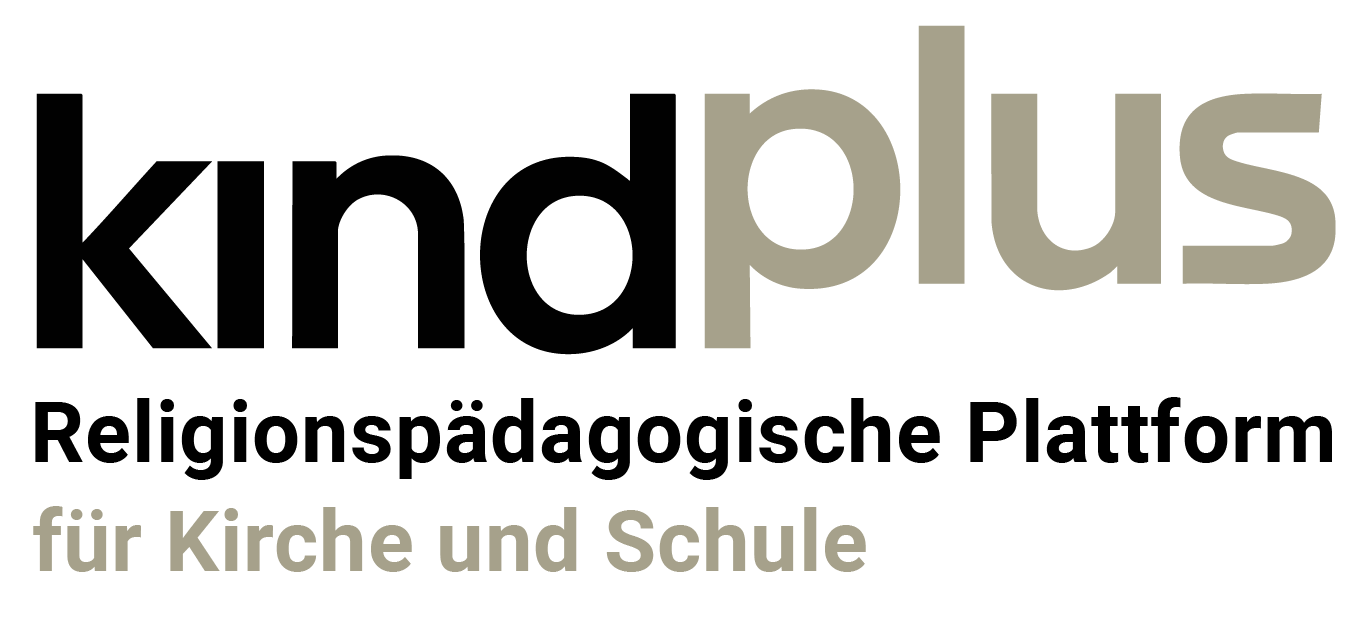 kindplus
Religionspädagogische Plattform
für Kirche und Schule